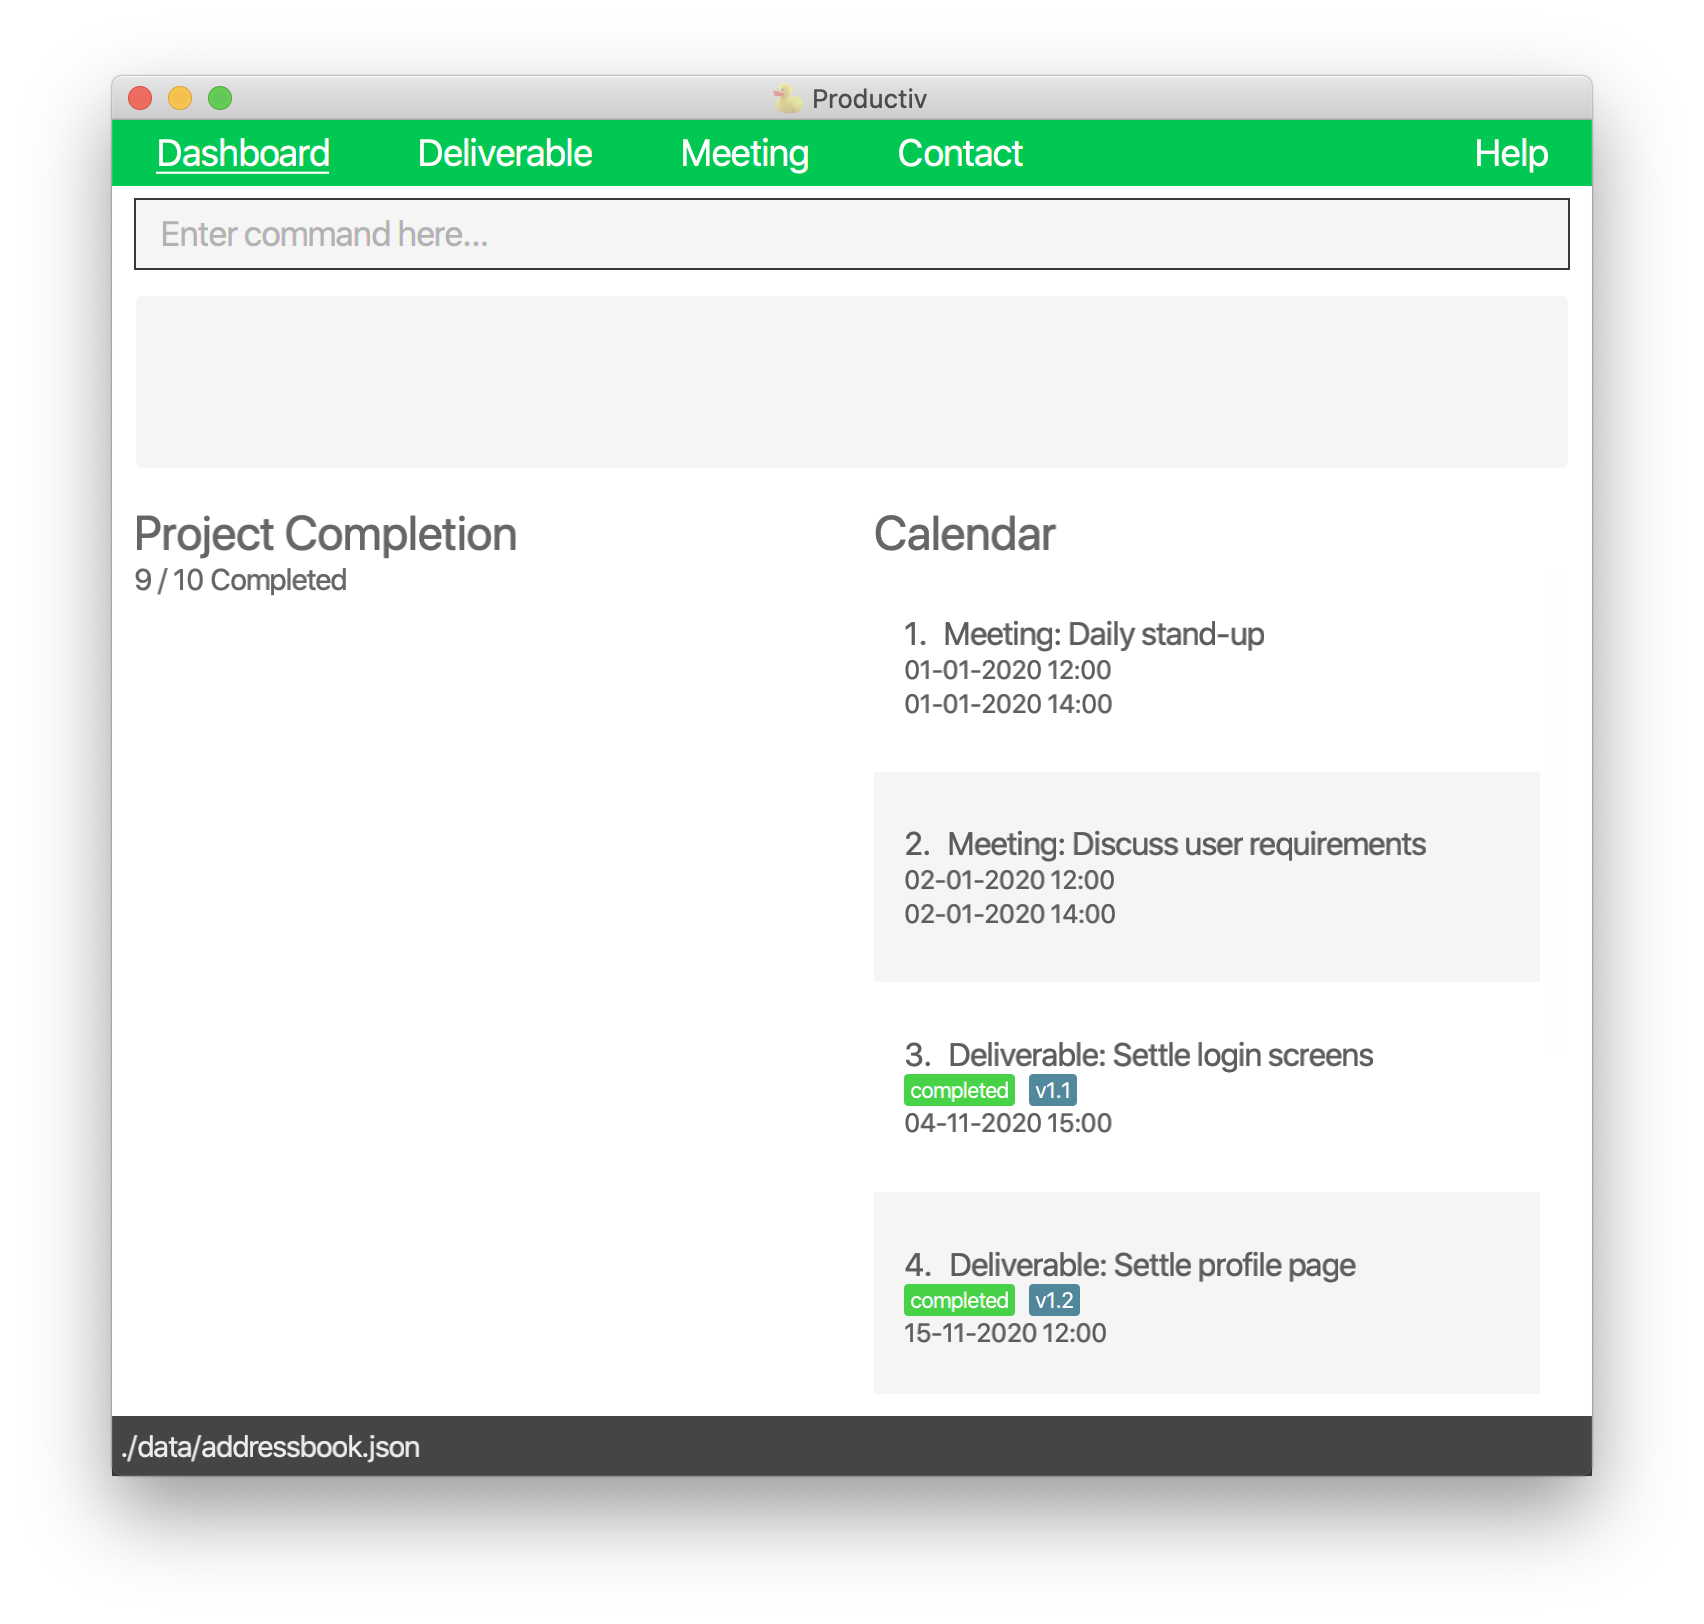 Productiv
Dashboard Deliverable Meeting Contact Help
Enter command here...
Project Completion
9 / 10 Completed
Calendar
1. Meeting: Daily stand-up
01-01-2020 12:00
01-01-2020 14:00
2. Meeting: Discuss user requirements
02-01-2020 12:00
02-01-2020 14:00
3. Deliverable: Settle login screens
completed v1.1
04-11-2020 15:00
4. Deliverable: Settle profile page
completed v1.2
15-11-2020 12:00
./data/addressbook.json